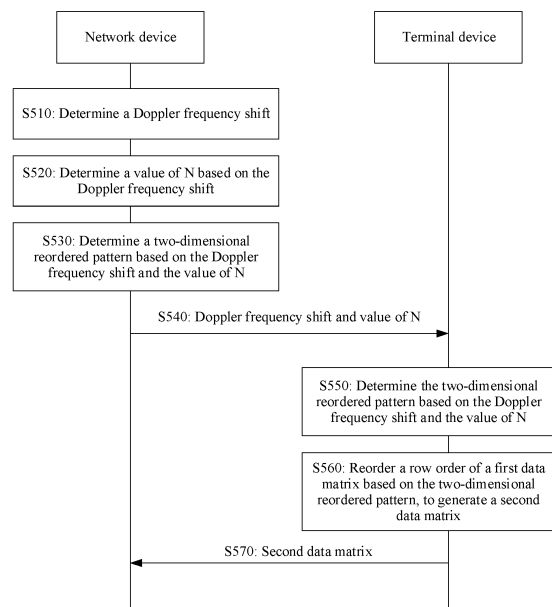 Network device
Terminal device
S510: Determine a Doppler frequency shift
S520: Determine a value of N based on the
Doppler frequency shift
S530: Determine a two-dimensional
reordered pattern based on the Doppler
frequency shift and the value of N
S540: Doppler frequency shift and value of N
S550: Determine the two-dimensional
reordered pattern based on the Doppler
frequency shift and the value of N
S560: Reorder a row order of a first data
matrix based on the two-dimensional
reordered pattern, to generate a second
data matrix
S570: Second data matrix